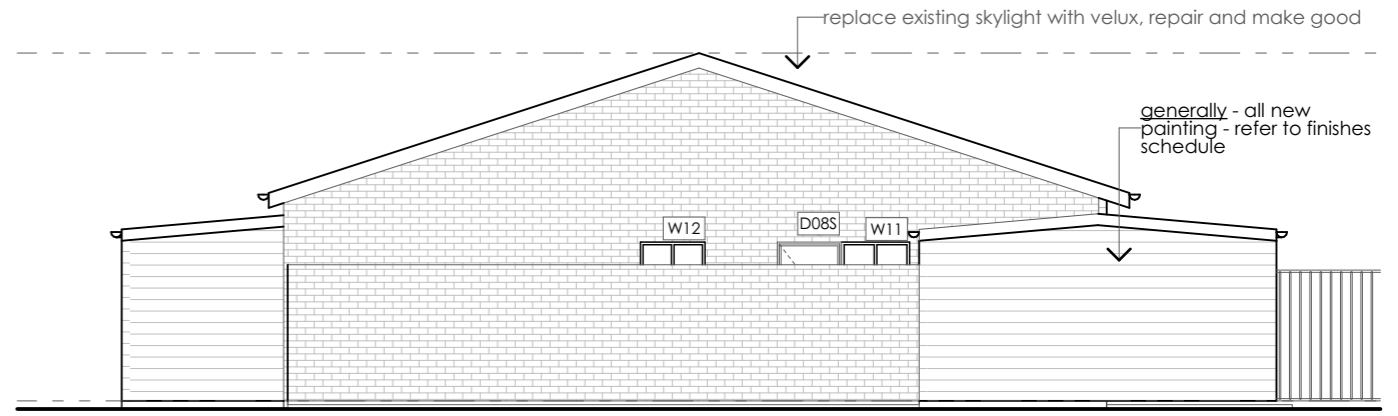 replace existing skylight with velux, repair and make good
generally - all new
painting - refer to finishes
schedule
W12
D08S
W11